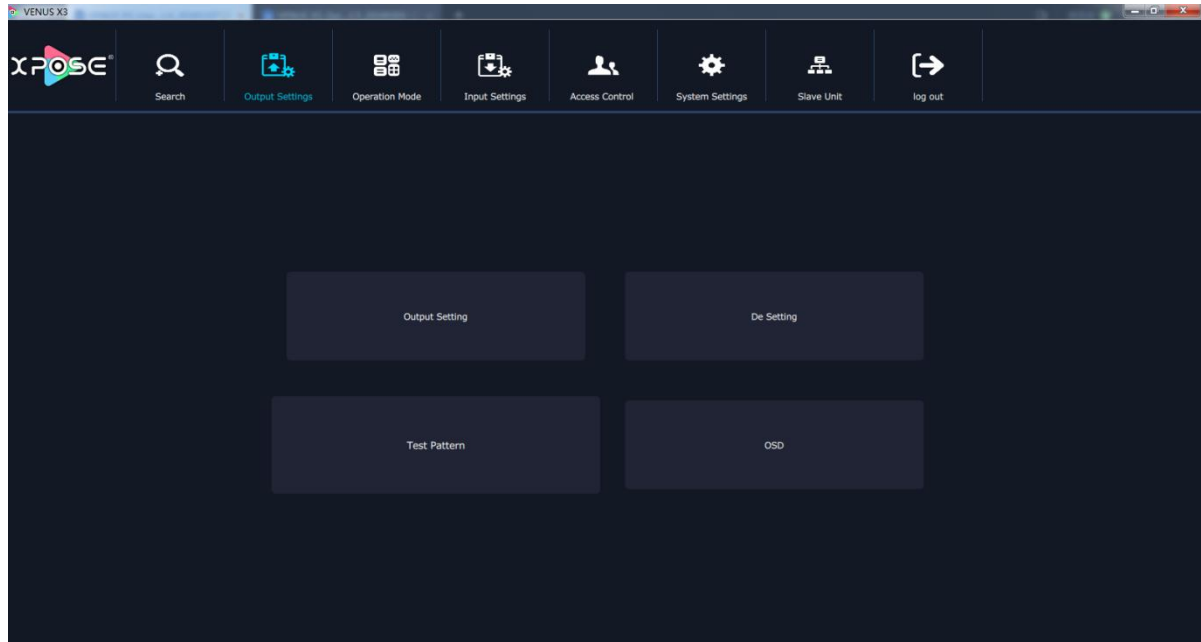 VENUS X3
XPOSE®
Search
Output Settings
Operation Mode
Input Settings
Access Control
System Settings
Slave Unit
log out
Output Setting
De Setting
Test Pattern
OSD